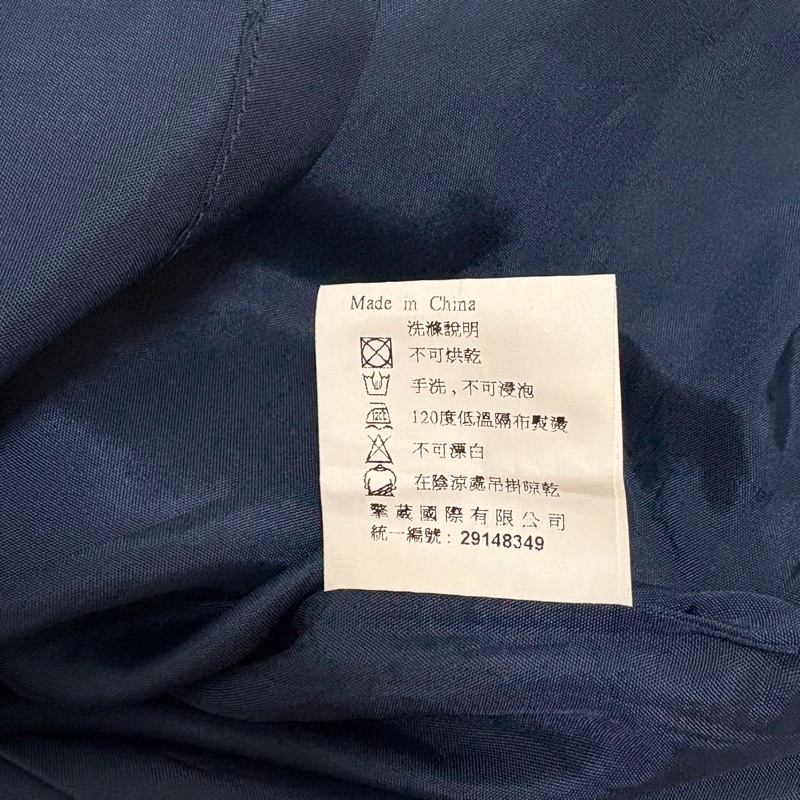 Made in China
洗滌說明
不可烘乾
手洗,不可浸泡
120℃
120度低溫隔布熨燙
不可漂白
在陰涼處吊掛晾乾
擎葳國際有限公司
統一編號: 29148349